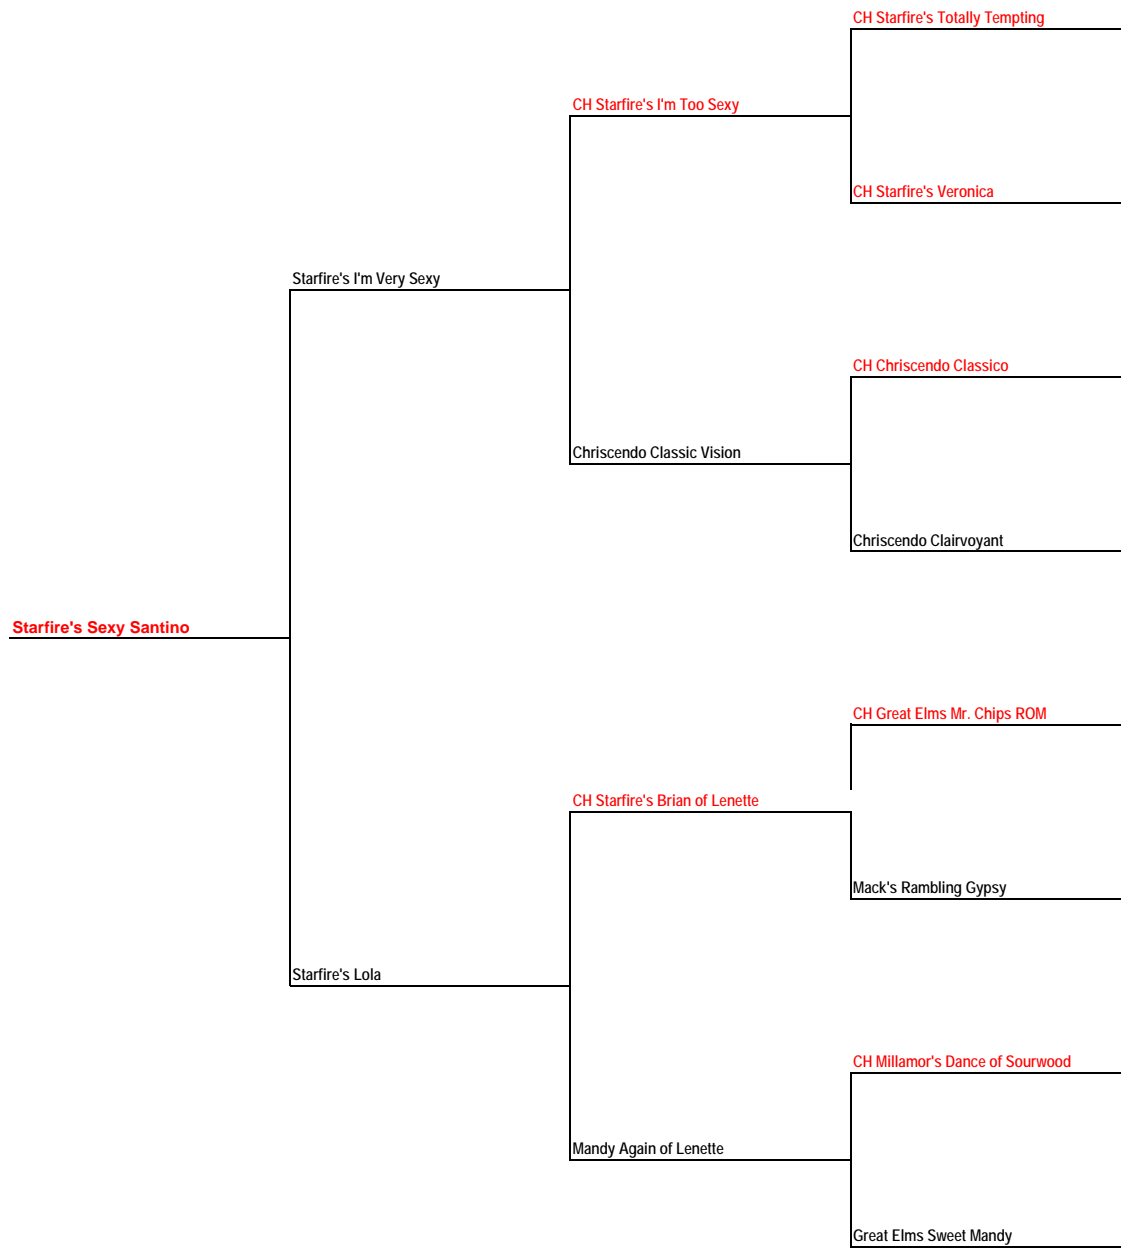 CH Starfire's Totally Tempting
CH Starfire's I'm Too Sexy
CH Starfire's Veronica
Starfire's I'm Very Sexy
CH Chriscendo Classico
Chriscendo Classic Vision
Chriscendo Clairvoyant
Starfire's Sexy Santino
CH Great Elms Mr. Chips ROM
CH Starfire's Brian of Lenette
Mack's Rambling Gypsy
Starfire's Lola
CH Millamor's Dance of Sourwood
Mandy Again of Lenette
Great Elms Sweet Mandy